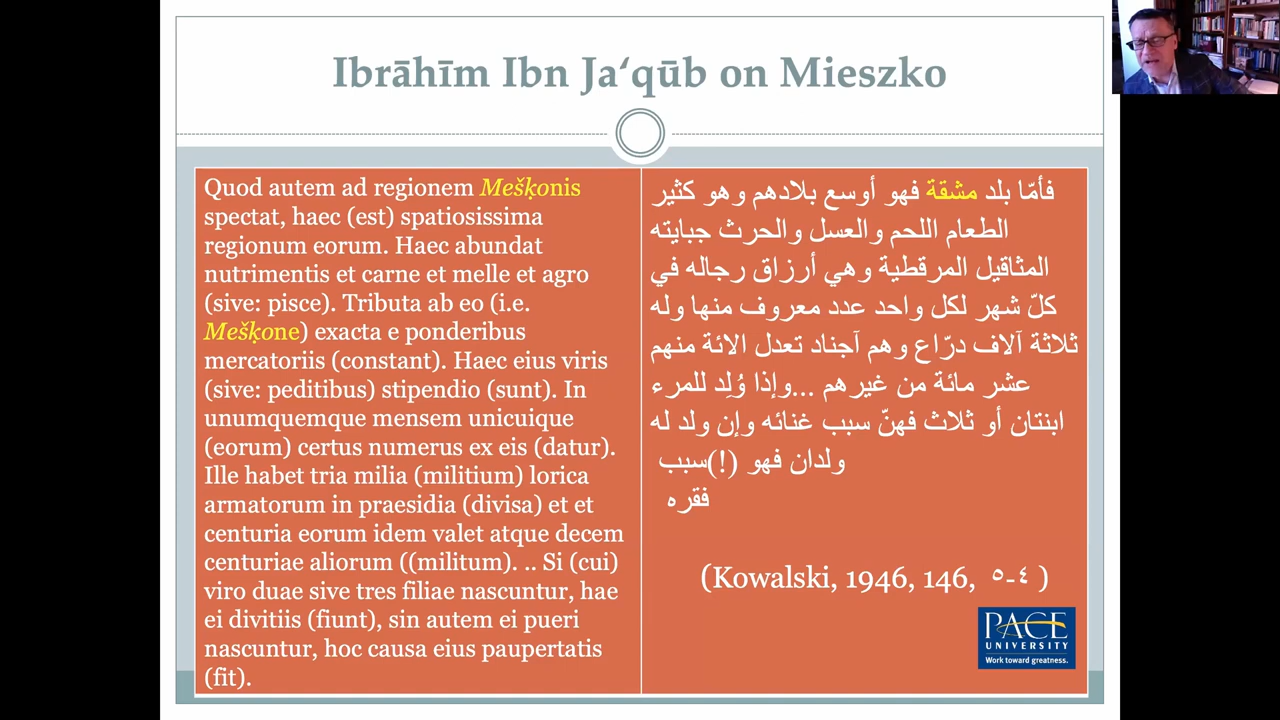 Ibrāhīm Ibn Ja‘qūb on Mieszko
Quod autem ad regionem Mešḳonis
spectat, haec (est) spatiosissima
regionum eorum. Haec abundat
nutrimentis et carne et melle et agro
(sive: pisce). Tributa ab eo (i.e.
Mešḳone) exacta e ponderibus
mercatoriis (constant). Haec eius viris
(sive: peditibus) stipendio (sunt). In
unumquemque mensem unicuique
(eorum) certus numerus ex eis (datur).
Ille habet tria milia (militium) lorica
armatorum in praesidia (divisa) et et
centuria eorum idem valet atque decem
centuriae aliorum ((militum). .. Si (cui)
viro duae sive tres filiae nascuntur, hae
ei divitiis (fiunt), sin autem ei pueri
nascuntur, hoc causa eius paupertatis
(fit).
فأمّا بلد مشقة فهو أوسع بلادهم وهو كثير
الطعام اللحم والعسل والحرث جبايته
المثاقيل المرقطية وهي أرزاق رجاله في
كلّ شهر لكل واحد عدد معروف منها وله
ثلاثة آلاف درّاع وهم آجناد تعدل الائة منهم
عشر مائة من غيرهم ...وإذا وُلِد للمرء
ابنتان أو ثلاث فهنّ سبب غنائه وإن ولد له
ولدان فهو (!)سبب
فقره
(Kowalski, 1946, 146, ٤-٥ )
PACE
UNIVERSITY
Work toward greatness.